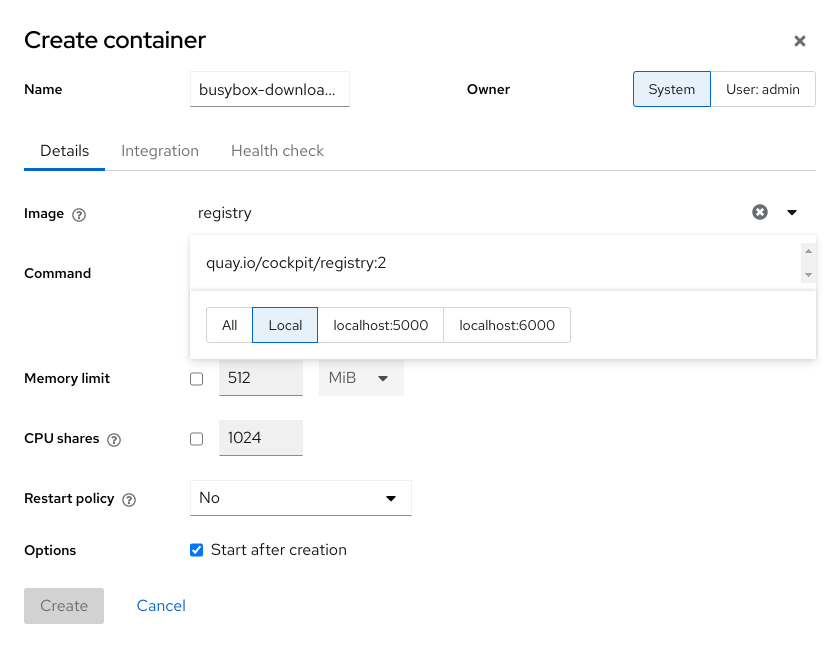 Create container
Name busybox-downloa... Owner System User: admin
Details Integration Health check
Image registry
quay.io/cockpit/registry:2
Command
All Local localhost:5000 localhost:6000
Memory limit 512 MiB
CPU shares 1024
Restart policy No
Options Start after creation
Create Cancel